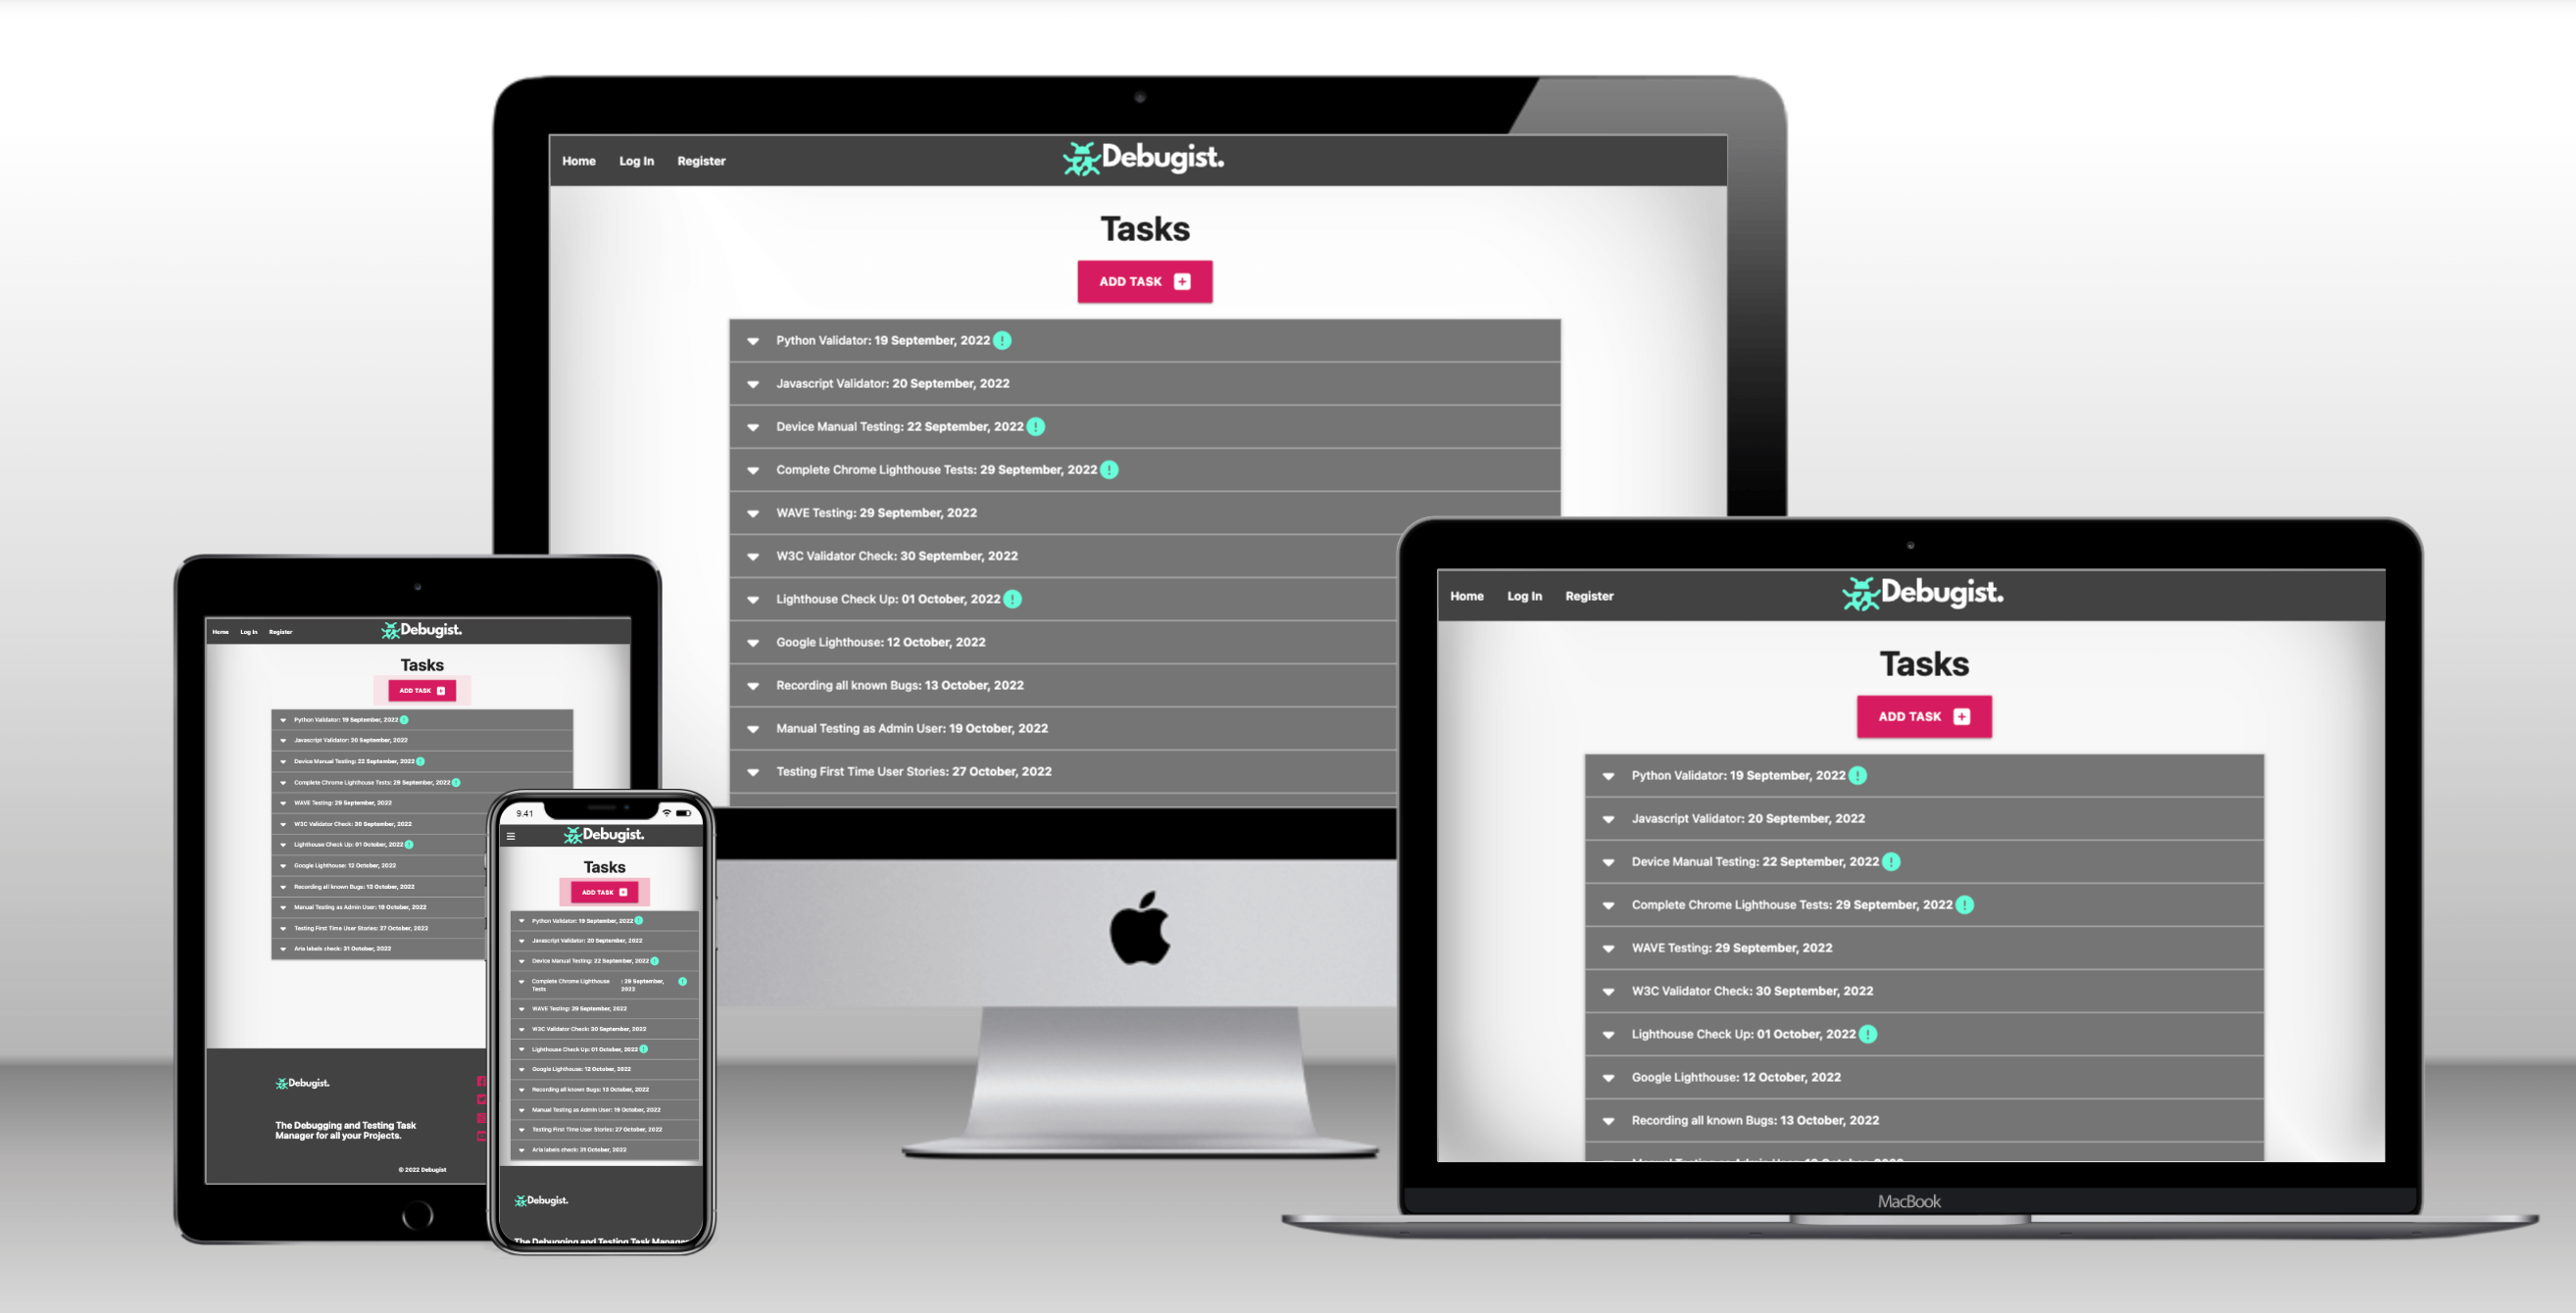 Home Log In Register
Debugist.
Tasks
ADD TASK
Python Validator: 19 September, 2022
Javascript Validator: 20 September, 2022
Device Manual Testing: 22 September, 2022
Complete Chrome Lighthouse Tests: 29 September, 2022
WAVE Testing: 29 September, 2022
W3C Validator Check: 30 September, 2022
Lighthouse Check Up: 01 October, 2022
Google Lighthouse: 12 October, 2022
Recording all known Bugs: 13 October, 2022
Manual Testing as Admin User: 19 October, 2022
Testing First Time User Stories: 27 October, 2022
Home Log In Register
Debugist.
Tasks
ADD TASK
Python Validator: 19 September, 2022
Javascript Validator: 20 September, 2022
Device Manual Testing: 22 September, 2022
Complete Chrome Lighthouse Tests: 29 September, 2022
WAVE Testing: 29 September, 2022
W3C Validator Check: 30 September, 2022
Lighthouse Check Up: 01 October, 2022
Google Lighthouse: 12 October, 2022
Recording all known Bugs: 13 October, 2022
Manual Testing as Admin User: 19 October, 2022
Testing First Time User Stories: 27 October, 2022
Aria labels check: 31 October, 2022
Debugist.
The Debugging and Testing Task
Manager for all your Projects.
© 2022 Debugist
9.41
Debugist.
Tasks
ADD TASK
Python Validator: 19 September, 2022
Javascript Validator: 20 September, 2022
Device Manual Testing: 22 September, 2022
Complete Chrome Lighthouse : 29 September,
Tests 2022
WAVE Testing: 29 September, 2022
W3C Validator Check: 30 September, 2022
Lighthouse Check Up: 01 October, 2022
Google Lighthouse: 12 October, 2022
Recording all known Bugs: 13 October, 2022
Manual Testing as Admin User: 19 October, 2022
Testing First Time User Stories: 27 October, 2022
Aria labels check: 31 October, 2022
Debugist.
The Debugging and Testing Task Manager
Home Log In Register
Debugist.
Tasks
ADD TASK
Python Validator: 19 September, 2022
Javascript Validator: 20 September, 2022
Device Manual Testing: 22 September, 2022
Complete Chrome Lighthouse Tests: 29 September, 2022
WAVE Testing: 29 September, 2022
W3C Validator Check: 30 September, 2022
Lighthouse Check Up: 01 October, 2022
Google Lighthouse: 12 October, 2022
Recording all known Bugs: 13 October, 2022
Manual Testing as Admin User: 19 October, 2022
MacBook